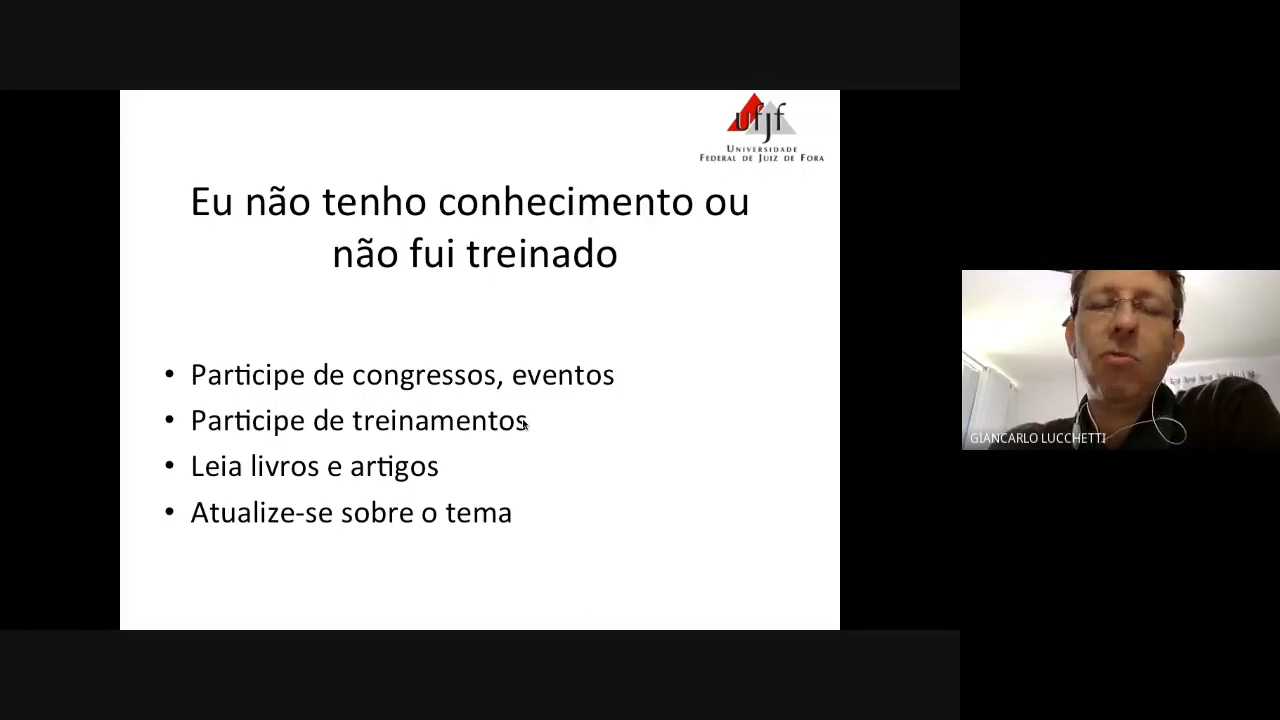 ufjf
UNIVERSIDADE
FEDERAL DE JUIZ DE FORA
Eu não tenho conhecimento ou
não fui treinado
• Participe de congressos, eventos
• Participe de treinamentos
• Leia livros e artigos
• Atualize-se sobre o tema
GIANCARLO LUCCHETTI